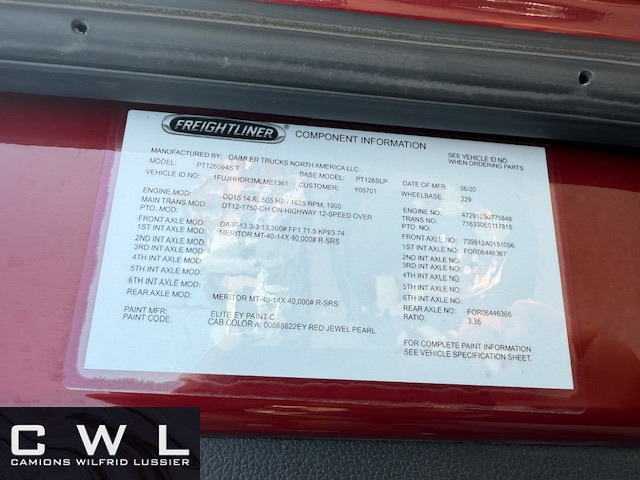 FREIGHTLINER COMPONENT INFORMATION
MANUFACTURED BY: DAIMLER TRUCKS NORTH AMERICA LLC SEE VEHICLE ID NO. WHEN ORDERING PARTS
MODEL: PT126064S T BASE MODEL: PT126SLP DATE OF MFR: 06/20
VEHICLE ID NO: 1FUJHHDR3MLME1361 CUSTOMER: Y05701 WHEELBASE: 229
ENGINE MOD: DD15 14.8L 505 HP / 1625 RPM, 1900 ENGINE NO: 472910S0775846
MAIN TRANS MOD: DT12-1750-OH ON-HIGHWAY 12-SPEED OVER TRANS NO: 716330E0117815
PTO. MOD: PTO NO:
FRONT AXLE MOD: DA-F-13.3-3 13,300# FF1 71.5 KPI/3.74 FRONT AXLE NO: 739912A0151056
1ST INT AXLE MOD: MERITOR MT-40-14X 40,000# R-SRS 1ST INT AXLE NO: FOR06446367
2ND INT AXLE MOD: 2ND INT AXLE NO:
3RD INT AXLE MOD: 3RD INT AXLE NO:
4TH INT AXLE MOD: 4TH INT AXLE NO:
5TH INT AXLE MOD: 5TH INT AXLE NO:
6TH INT AXLE MOD: 6TH INT AXLE NO:
REAR AXLE MOD: MERITOR MT-40-14X 40,000# R-SRS REAR AXLE NO: FOR06446366
RATIO: 3.36
PAINT MFR: ELITE EY PAINT C
PAINT CODE: CAB COLOR A: 00868622EY RED JEWEL PEARL
FOR COMPLETE PAINT INFORMATION
SEE VEHICLE SPECIFICATION SHEET.
CWL
CAMIONS WILFRID LUSSIER